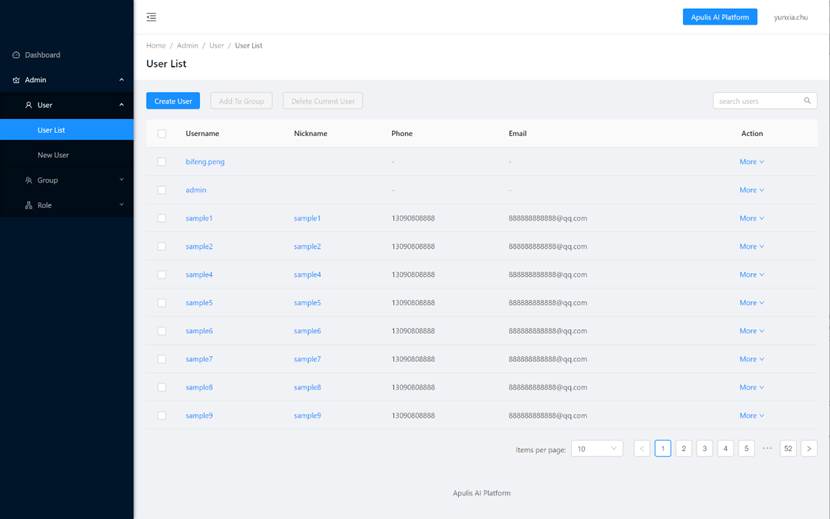 Apulis AI Platform yunxia.chu
Home / Admin / User / User List
User List
Dashboard
Admin
User
User List
New User
Group
Role
Create User Add To Group Delete Current User search users
Username Nickname Phone Email Action
bifeng.peng - - More
admin - - More
sample1 sample1 13090808888 888888888888@qq.com More
sample2 sample2 13090808888 888888888888@qq.com More
sample4 sample4 13090808888 888888888888@qq.com More
sample5 sample5 13090808888 888888888888@qq.com More
sample6 sample6 13090808888 888888888888@qq.com More
sample7 sample7 13090808888 888888888888@qq.com More
sample8 sample8 13090808888 888888888888@qq.com More
sample9 sample9 13090808888 888888888888@qq.com More
Items per page: 10 < 1 2 3 4 5 ••• 52 >
Apulis AI Platform